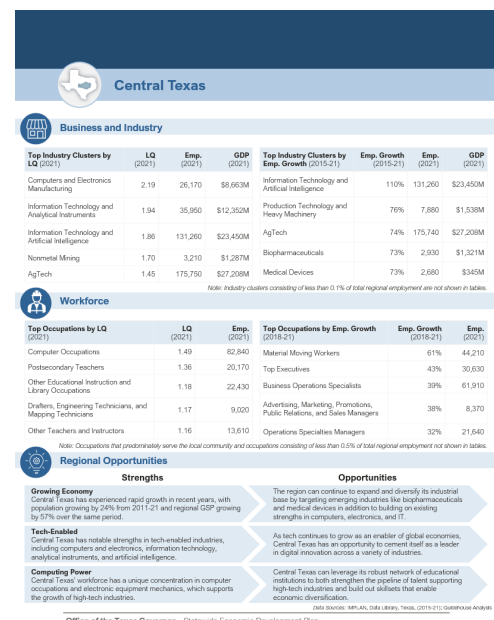 Central Texas
Business and Industry
Top Industry Clusters by LQ (2021) LQ (2021) Emp. (2021) GDP (2021)
Computers and Electronics Manufacturing 2.19 26,170 $8,663M
Information Technology and Analytical Instruments 1.94 35,950 $12,352M
Information Technology and Artificial Intelligence 1.86 131,260 $23,450M
Nonmetal Mining 1.70 3,210 $1,287M
AgTech 1.45 175,750 $27,208M
Top Industry Clusters by Emp. Growth (2015-21) Emp. Growth (2015-21) Emp. (2021) GDP (2021)
Information Technology and Artificial Intelligence 110% 131,260 $23,450M
Production Technology and Heavy Machinery 76% 7,880 $1,538M
AgTech 74% 175,740 $27,208M
Biopharmaceuticals 73% 2,930 $1,321M
Medical Devices 73% 2,680 $345M
Note: Industry clusters consisting of less than 0.1% of total regional employment are not shown in tables.
Workforce
Top Occupations by LQ (2021) LQ (2021) Emp. (2021)
Computer Occupations 1.49 82,840
Postsecondary Teachers 1.36 20,170
Other Educational Instruction and Library Occupations 1.18 22,430
Drafters, Engineering Technicians, and Mapping Technicians 1.17 9,020
Other Teachers and Instructors 1.16 13,610
Top Occupations by Emp. Growth (2018-21) Emp. Growth (2018-21) Emp. (2021)
Material Moving Workers 61% 44,210
Top Executives 43% 30,630
Business Operations Specialists 39% 61,910
Advertising, Marketing, Promotions, Public Relations, and Sales Managers 38% 8,370
Operations Specialties Managers 32% 21,640
Note: Occupations that predominately serve the local community and occupations consisting of less than 0.5% of total regional employment not shown in tables.
Regional Opportunities
Strengths
Opportunities
Growing Economy
Central Texas has experienced rapid growth in recent years, with
population growing by 24% from 2011-21 and regional GSP growing
by 57% over the same period.
The region can continue to expand and diversify its industrial
base by targeting emerging industries like biopharmaceuticals
and medical devices in addition to building on existing
strengths in computers, electronics, and IT.
Tech-Enabled
Central Texas has notable strengths in tech-enabled industries,
including computers and electronics, information technology,
analytical instruments, and artificial intelligence.
As tech continues to grow as an enabler of global economies,
Central Texas has an opportunity to cement itself as a leader
in digital innovation across a variety of industries.
Computing Power
Central Texas' workforce has a unique concentration in computer
occupations and electronic equipment mechanics, which supports
the growth of high-tech industries.
Central Texas can leverage its robust network of educational
institutions to both strengthen the pipeline of talent supporting
high-tech industries and build out skillsets that enable
economic diversification.
Data Sources: IMPLAN, Data Library, Texas, (2015-21); Guidehouse Analysis
Office of the Texas Governor Statewide Economic Development Plan